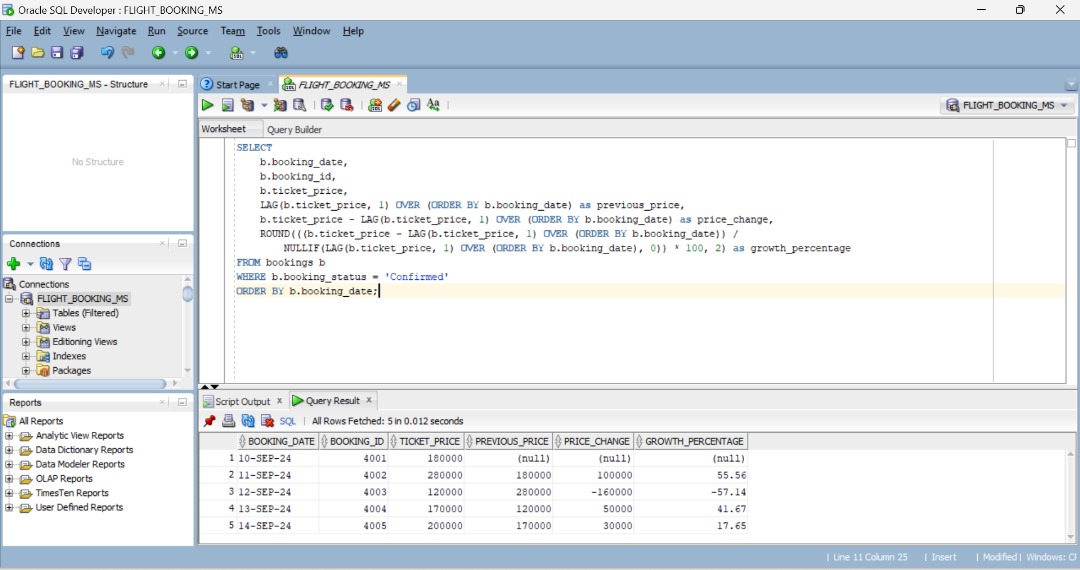 Oracle SQL Developer : FLIGHT_BOOKING_MS
File Edit View Navigate Run Source Team Tools Window Help
FLIGHT_BOOKING_MS - Structure
No Structure
Connections
Connections
FLIGHT_BOOKING_MS
Tables (Filtered)
Views
Editioning Views
Indexes
Packages
Reports
All Reports
Analytic View Reports
Data Dictionary Reports
Data Modeler Reports
OLAP Reports
TimesTen Reports
User Defined Reports
Start Page FLIGHT_BOOKING_MS
FLIGHT_BOOKING_MS
Worksheet Query Builder
SELECT
b.booking_date,
b.booking_id,
b.ticket_price,
LAG(b.ticket_price, 1) OVER (ORDER BY b.booking_date) as previous_price,
b.ticket_price - LAG(b.ticket_price, 1) OVER (ORDER BY b.booking_date) as price_change,
ROUND(((b.ticket_price - LAG(b.ticket_price, 1) OVER (ORDER BY b.booking_date)) /
NULLIF(LAG(b.ticket_price, 1) OVER (ORDER BY b.booking_date), 0)) * 100, 2) as growth_percentage
FROM bookings b
WHERE b.booking_status = 'Confirmed'
ORDER BY b.booking_date;
Script Output Query Result
SQL All Rows Fetched: 5 in 0.012 seconds
BOOKING_DATE BOOKING_ID TICKET_PRICE PREVIOUS_PRICE PRICE_CHANGE GROWTH_PERCENTAGE
1 10-SEP-24 4001 180000 (null) (null) (null)
2 11-SEP-24 4002 280000 180000 100000 55.56
3 12-SEP-24 4003 120000 280000 -160000 -57.14
4 13-SEP-24 4004 170000 120000 50000 41.67
5 14-SEP-24 4005 200000 170000 30000 17.65
Line 11 Column 25 Insert Modified Windows: C